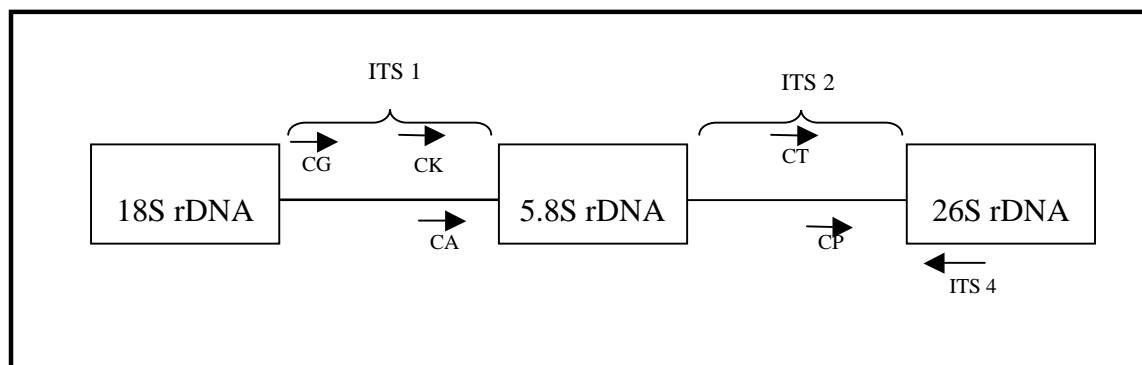 ITS 1
ITS 2
CG
CK
CT
18S rDNA
5.8S rDNA
26S rDNA
CA
CP
ITS 4